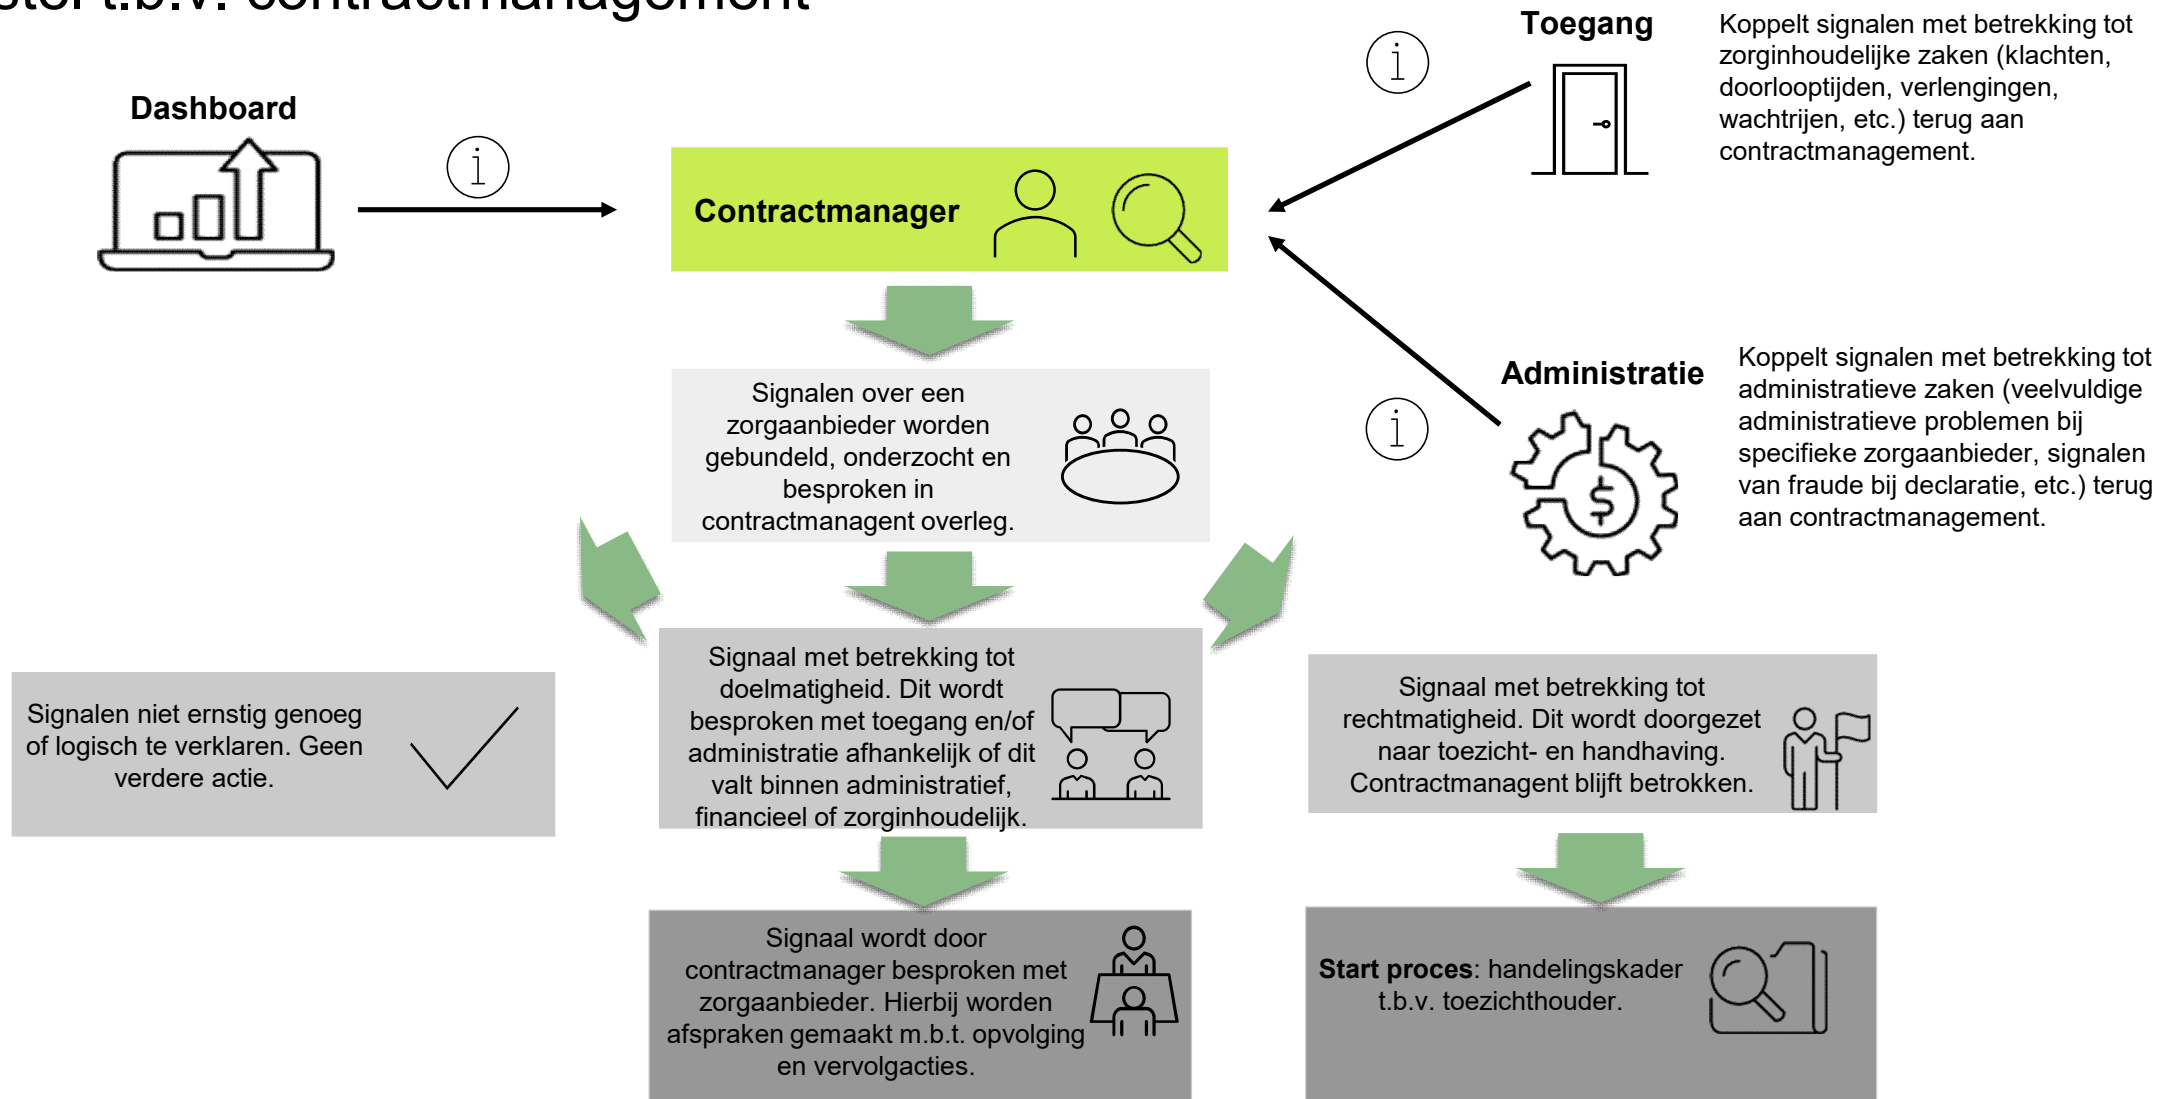 t.b.v. contractmanagement
Toegang
Koppelt signalen met betrekking tot
zorginhoudelijke zaken (klachten,
doorlooptijden, verlengingen,
wachtrijen, etc.) terug aan
contractmanagement.
i
Dashboard
i
Contractmanager
Signalen over een
zorgaanbieder worden
gebundeld, onderzocht en
besproken in
contractmanagent overleg.
Administratie
i
$
Koppelt signalen met betrekking tot
administratieve zaken (veelvuldige
administratieve problemen bij
specifieke zorgaanbieder, signalen
van fraude bij declaratie, etc.) terug
aan contractmanagement.
Signalen niet ernstig genoeg
of logisch te verklaren. Geen
verdere actie.
Signaal met betrekking tot
doelmatigheid. Dit wordt
besproken met toegang en/of
administratie afhankelijk of dit
valt binnen administratief,
financieel of zorginhoudelijk.
Signaal met betrekking tot
rechtmatigheid. Dit wordt doorgezet
naar toezicht- en handhaving.
Contractmanagent blijft betrokken.
Signaal wordt door
contractmanager besproken met
zorgaanbieder. Hierbij worden
afspraken gemaakt m.b.t. opvolging
en vervolgacties.
Start proces: handelingskader
t.b.v. toezichthouder.